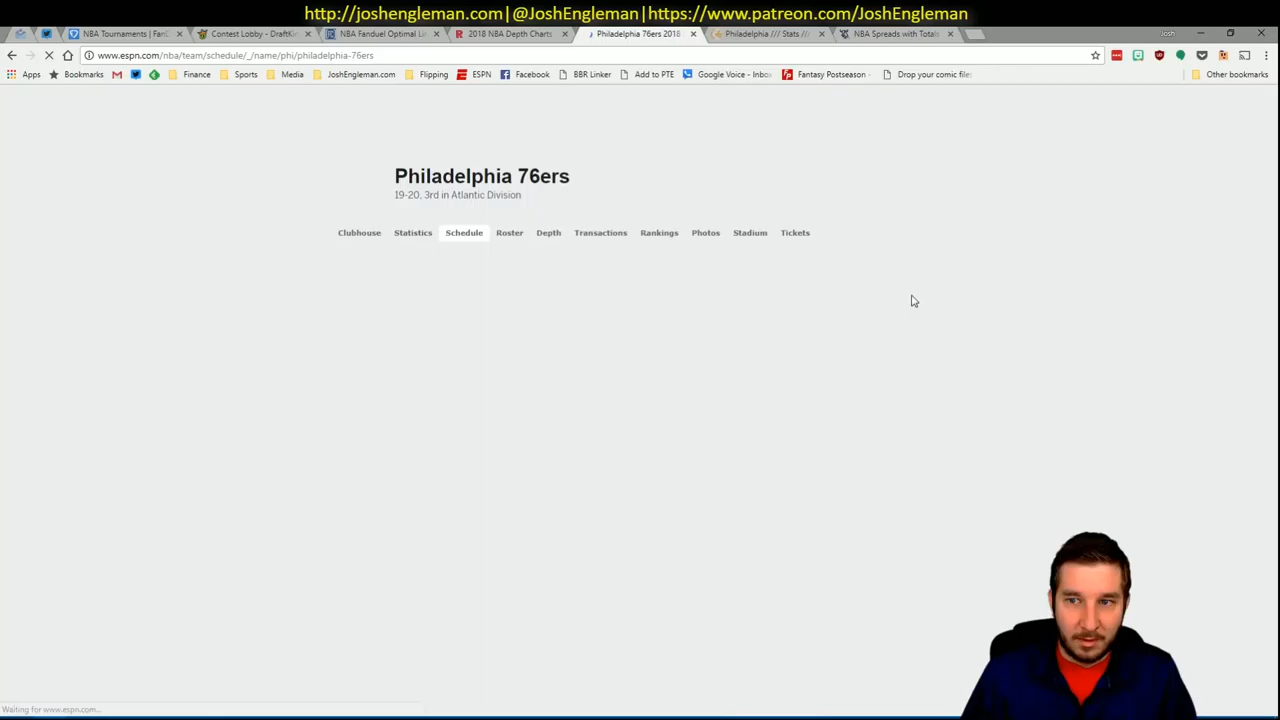 http://joshengleman.com|@JoshEngleman|https://www.patreon.com/JoshEngleman
NBA Tournaments | Fan Contest Lobby - DraftKin NBA Fanduel Optimal Li 2018 NBA Depth Charts Philadelphia 76ers 2018 Philadelphia /// Stats // NBA Spreads with Totals Josh
www.espn.com/nba/team/schedule/_/name/phi/philadelphia-76ers
Apps Bookmarks Finance Sports Media JoshEngleman.com Flipping ESPN Facebook BBR Linker Add to PTE Google Voice - Inbo Fantasy Postseason - Drop your comic file Other bookmarks
Philadelphia 76ers
19-20, 3rd in Atlantic Division
Clubhouse Statistics Schedule Roster Depth Transactions Rankings Photos Stadium Tickets
Waiting for www.espn.com...